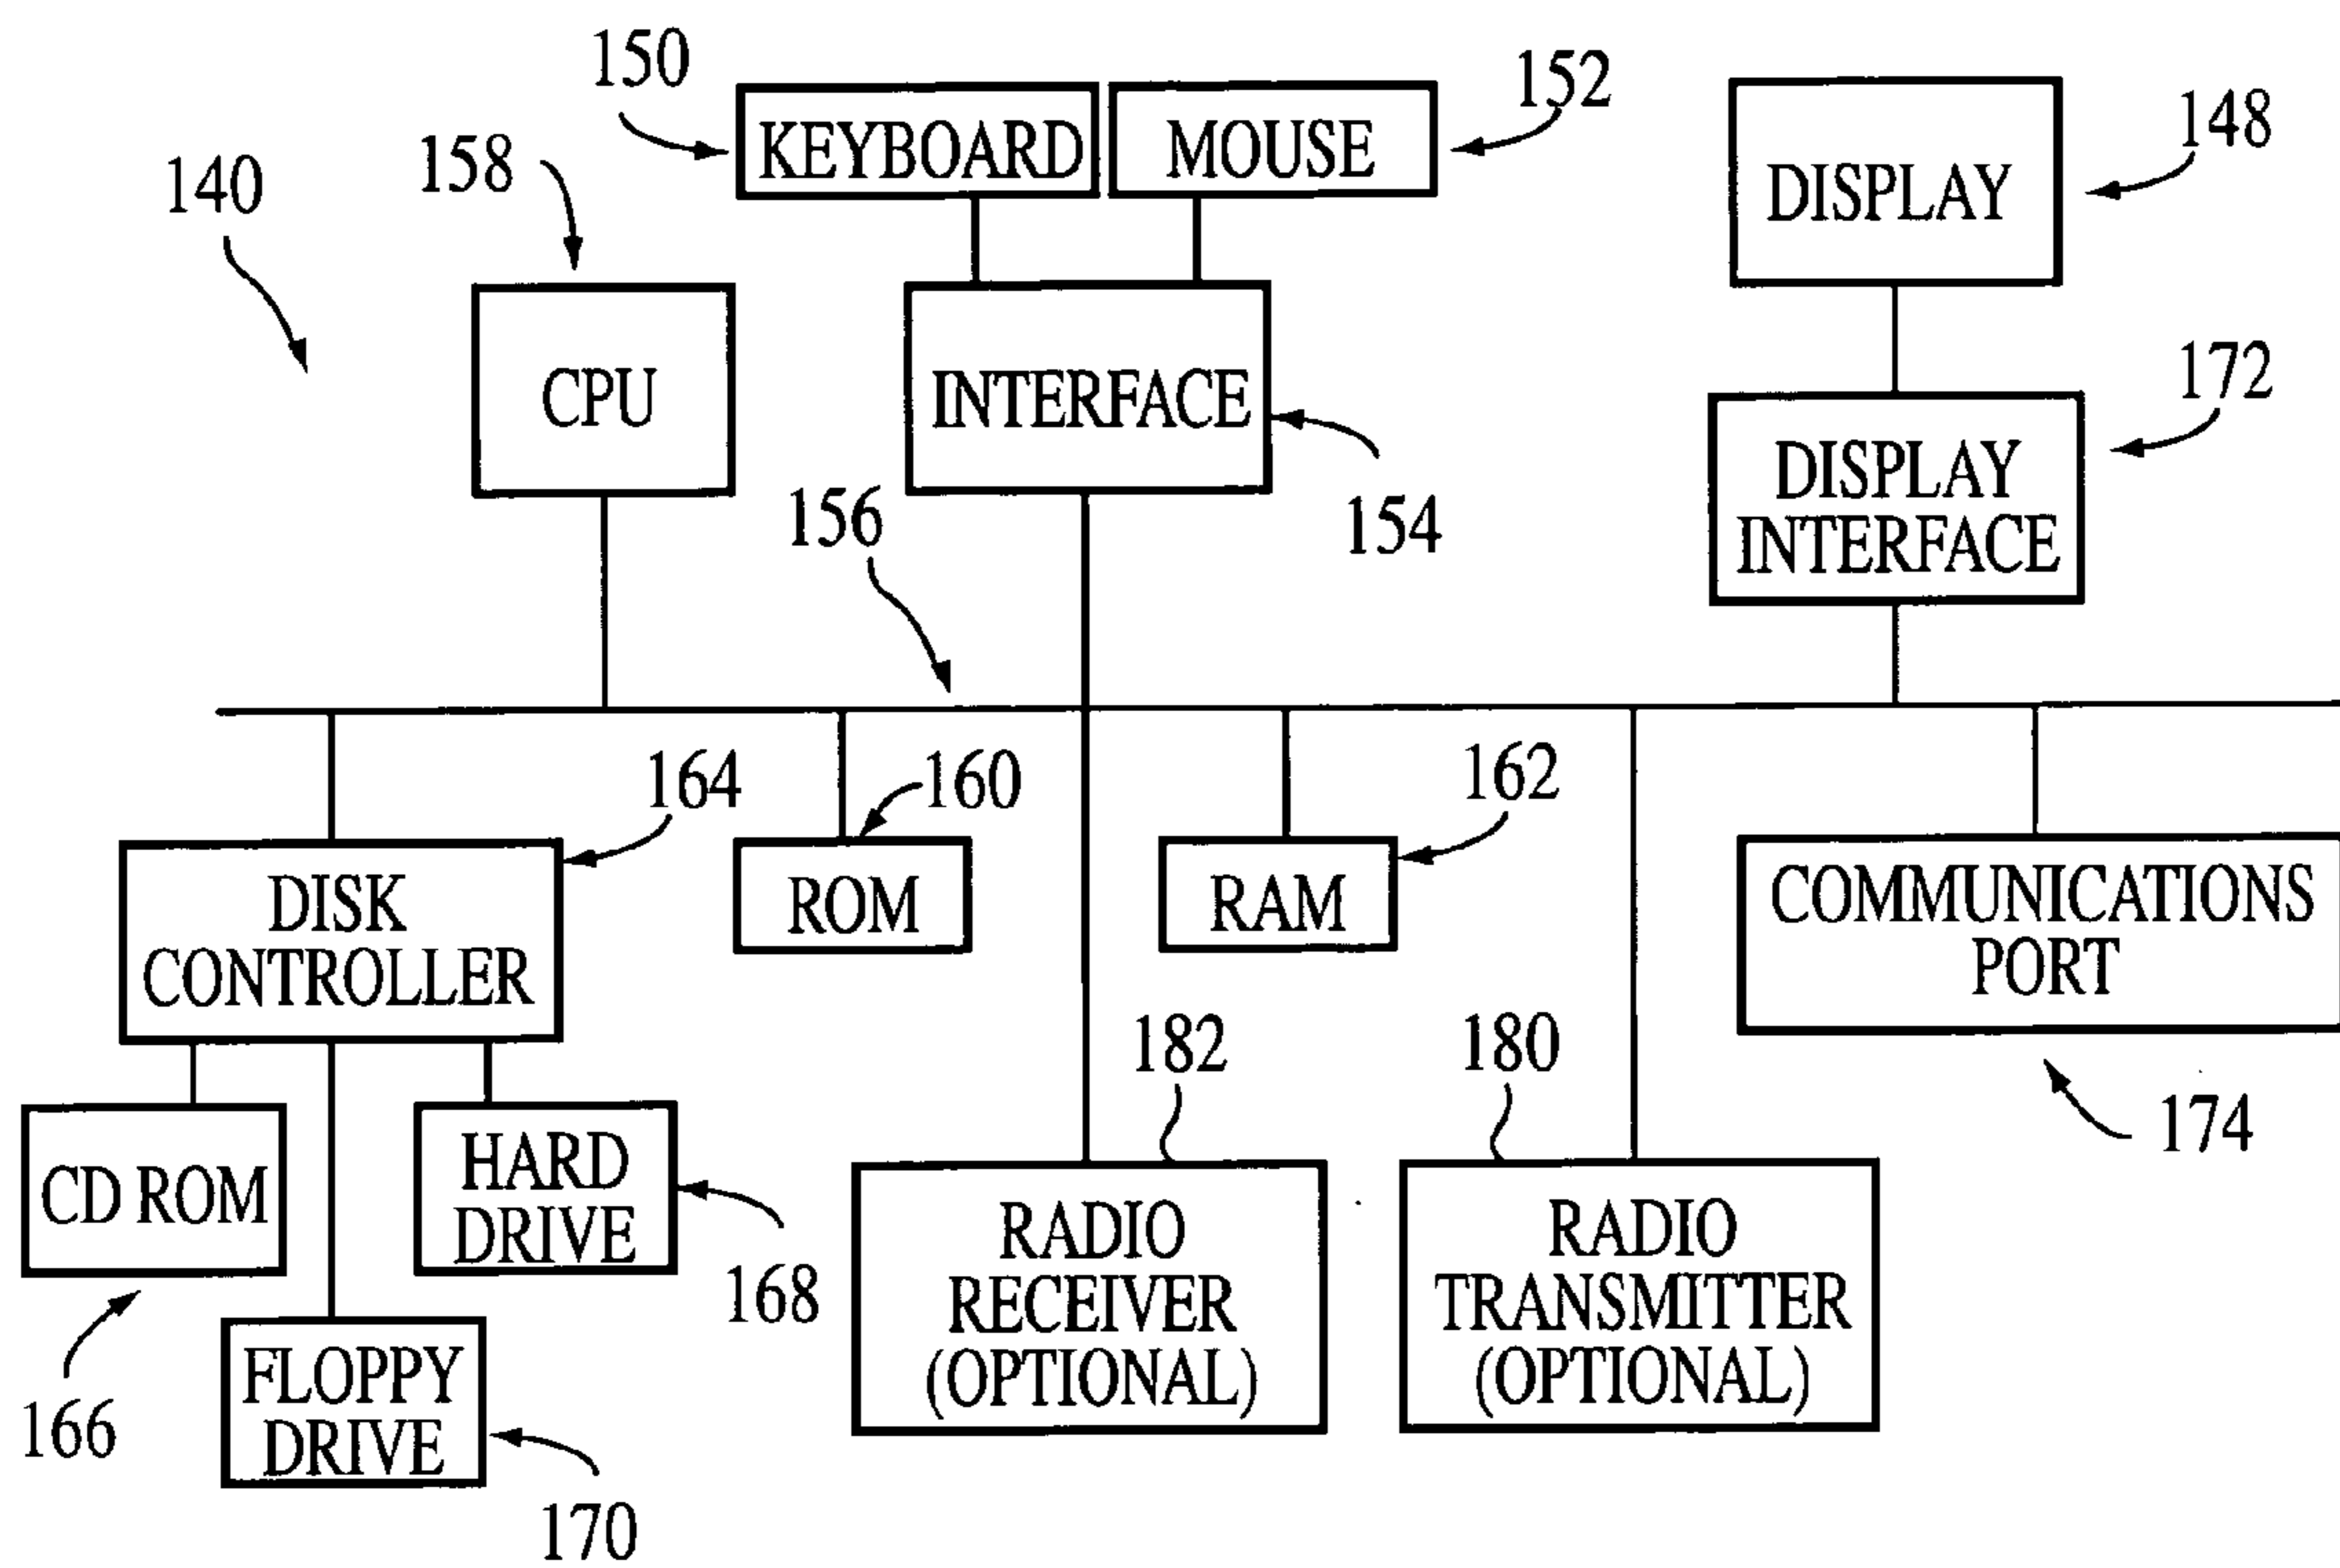 150
KEYBOARD
MOUSE
152
DISPLAY
148
158
140
CPU
INTERFACE
154
172
DISPLAY
INTERFACE
156
164
DISK
CONTROLLER
160
ROM
162
RAM
COMMUNICATIONS
PORT
174
182
180
CD ROM
166
HARD
DRIVE
168
FLOPPY
DRIVE
170
RADIO
RECEIVER
(OPTIONAL)
RADIO
TRANSMITTER
(OPTIONAL)